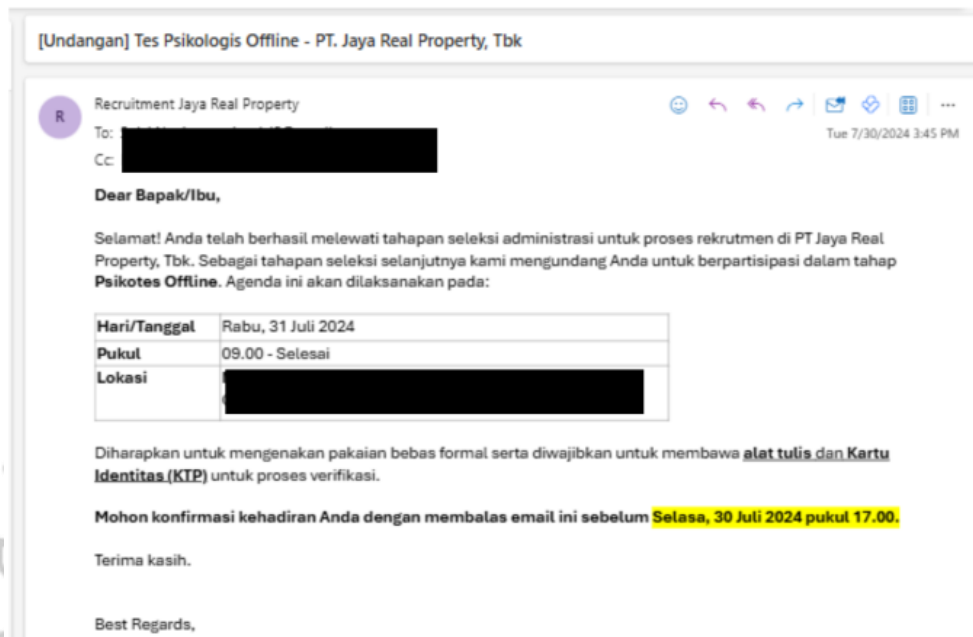 [Undangan] Tes Psikologis Offline - PT. Jaya Real Property, Tbk
R
Recruitment Jaya Real Property
To:
Tue 7/30/2024 3:45 PM
Cc:
Dear Bapak/Ibu,
Selamat! Anda telah berhasil melewati tahapan seleksi administrasi untuk proses rekrutmen di PT Jaya Real
Property, Tbk. Sebagai tahapan seleksi selanjutnya kami mengundang Anda untuk berpartisipasi dalam tahap
Psikotes Offline. Agenda ini akan dilaksanakan pada:
Hari/Tanggal Rabu, 31 Juli 2024
Pukul 09.00 - Selesai
Lokasi
Diharapkan untuk mengenakan pakaian bebas formal serta diwajibkan untuk membawa alat tulis dan Kartu
Identitas (KTP) untuk proses verifikasi.
Mohon konfirmasi kehadiran Anda dengan membalas email ini sebelum Selasa, 30 Juli 2024 pukul 17.00.
Terima kasih.
Best Regards,